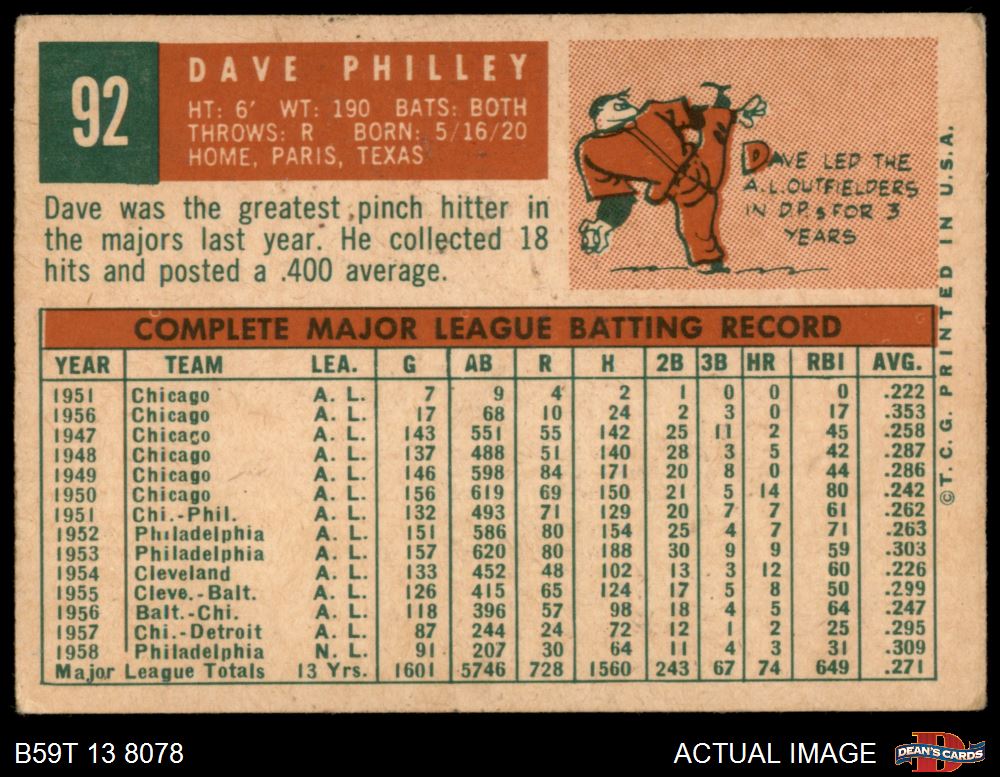 92
DAVE PHILLEY
HT: 6' WT: 190 BATS: BOTH
THROWS: R BORN: 5/16/20
HOME, PARIS, TEXAS
Dave was the greatest pinch hitter in
the majors last year. He collected 18
hits and posted a .400 average.
DAVE LED THE
A.L. OUTFIELDERS
IN D.P.s FOR 3
YEARS
COMPLETE MAJOR LEAGUE BATTING RECORD
YEAR TEAM LEA. G AB R H 2B 3B HR RBI AVG.
1951 Chicago A. L. 7 9 4 2 1 0 0 0 .222
1956 Chicago A. L. 17 68 10 24 2 3 0 17 .353
1947 Chicago A. L. 143 551 55 142 25 11 2 45 .258
1948 Chicago A. L. 137 488 51 140 28 3 5 42 .287
1949 Chicago A. L. 146 598 84 171 20 8 0 44 .286
1950 Chicago A. L. 156 619 69 150 21 5 14 80 .242
1951 Chi.-Phil. A. L. 132 493 71 129 20 7 7 61 .262
1952 Philadelphia A. L. 151 586 80 154 25 4 7 71 .263
1953 Philadelphia A. L. 157 620 80 188 30 9 9 59 .303
1954 Cleveland A. L. 133 452 48 102 13 3 12 60 .226
1955 Cleve.-Balt. A. L. 126 415 65 124 17 5 8 50 .299
1956 Balt.-Chi. A. L. 118 396 57 98 18 4 5 64 .247
1957 Chi.-Detroit A. L. 87 244 24 72 12 1 2 25 .295
1958 Philadelphia N. L. 91 207 30 64 11 4 3 31 .309
Major League Totals 13 Yrs. 1601 5746 728 1560 243 67 74 649 .271
©T. C. G. PRINTED IN U.S.A.
B59T 13 8078
ACTUAL IMAGE
D
DEAN'S CARDS